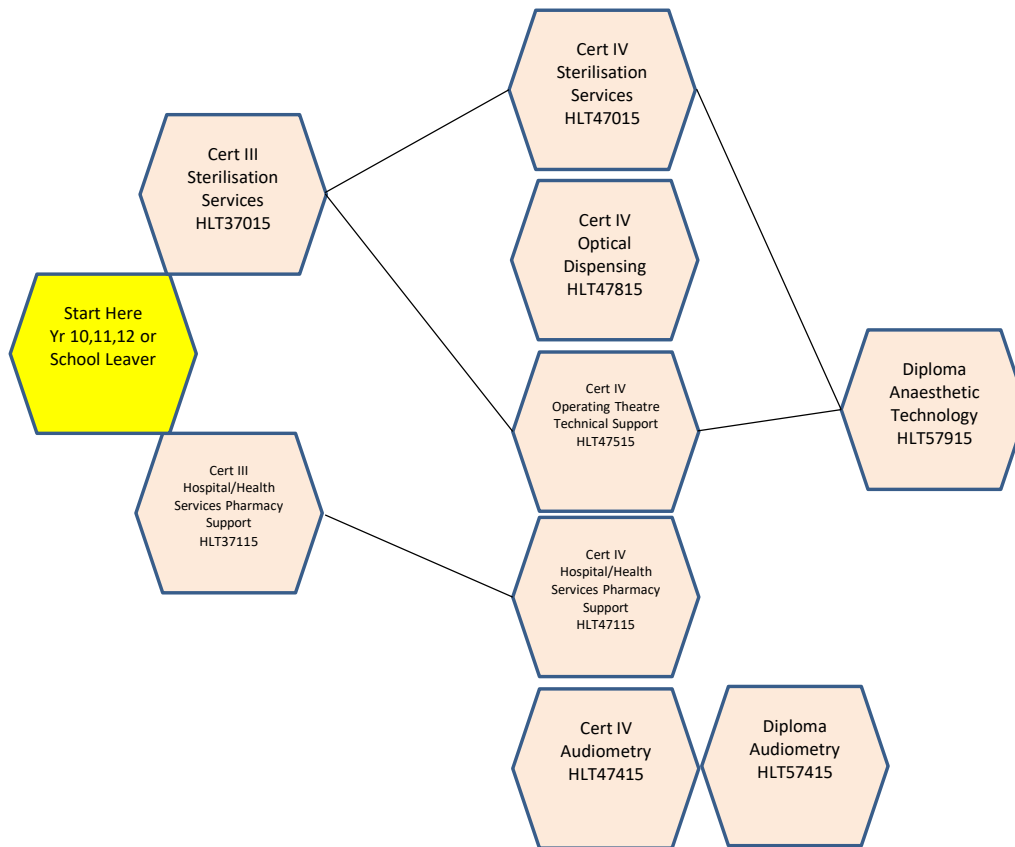 Cert IV
Sterilisation
Services
HLT47015
Cert III
Sterilisation
Services
HLT37015
Cert IV
Optical
Dispensing
HLT47815
Start Here
Yr 10,11,12 or
School Leaver
Cert IV
Operating Theatre
Technical Support
HLT47515
Diploma
Anaesthetic
Technology
HLT57915
Cert III
Hospital/Health
Services Pharmacy
Support
HLT37115
Cert IV
Hospital/Health
Services Pharmacy
Support
HLT47115
Cert IV
Audiometry
HLT47415
Diploma
Audiometry
HLT57415